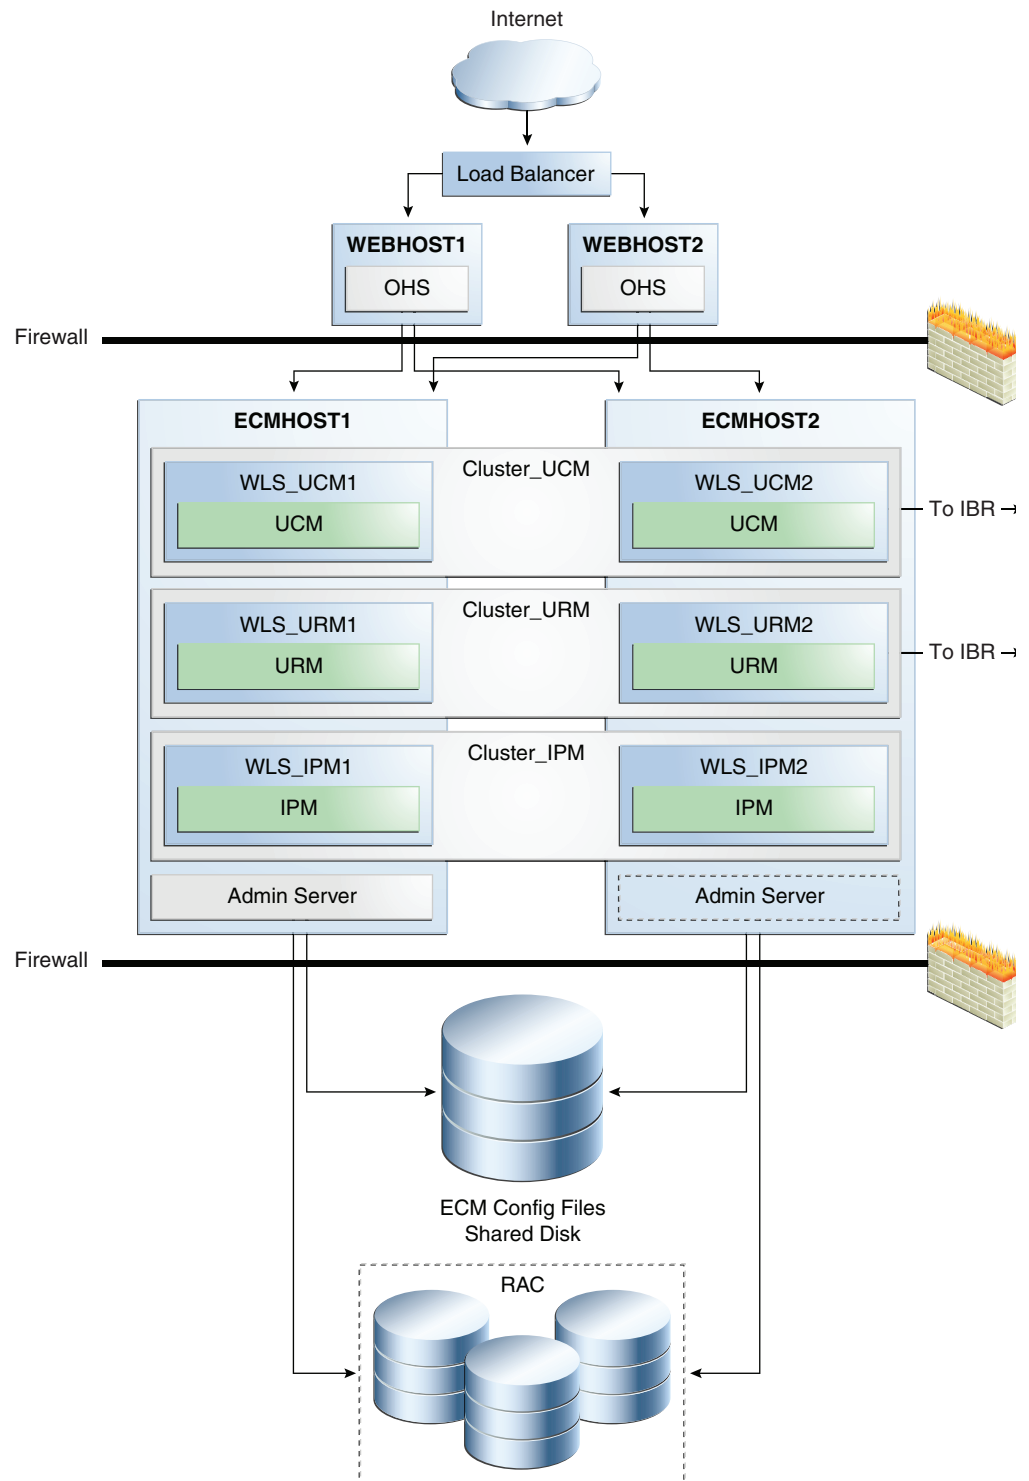 Internet
Load Balancer
WEBHOST1
WEBHOST2
OHS
OHS
Firewall
ECMHOST1
ECMHOST2
Cluster_UCM
WLS_UCM1
WLS_UCM2
UCM
UCM
To IBR
Cluster_URM
WLS_URM1
WLS_URM2
URM
URM
To IBR
Cluster_IPM
WLS_IPM1
WLS_IPM2
IPM
IPM
Admin Server
Admin Server
Firewall
ECM Config Files
Shared Disk
RAC